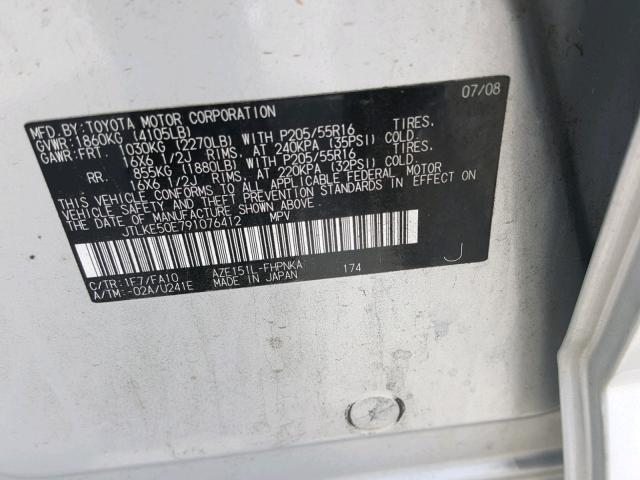 07/08
MFD.BY:TOYOTA MOTOR CORPORATION
GVWR:1860KG (4105LB)
GAWR:FRT 1030KG (2270LB) WITH P205/55R16 TIRES.
16X6 1/2J RIMS, AT 240KPA (35PSI) COLD.
RR. 855KG (1880LB) WITH P205/55R16 TIRES.
16X6 1/2J RIMS, AT 220KPA (32PSI) COLD.
THIS VEHICLE CONFORMS TO ALL APPLICABLE FEDERAL MOTOR
VEHICLE SAFETY AND THEFT PREVENTION STANDARDS IN EFFECT ON
THE DATE OF MANUFACTURE SHOWN ABOVE.
JTLKE50E791076412 MPV
C/TR:1F7/FA10 AZE151L-FHPNKA 174
A/TM:-02A/U241E MADE IN JAPAN
J